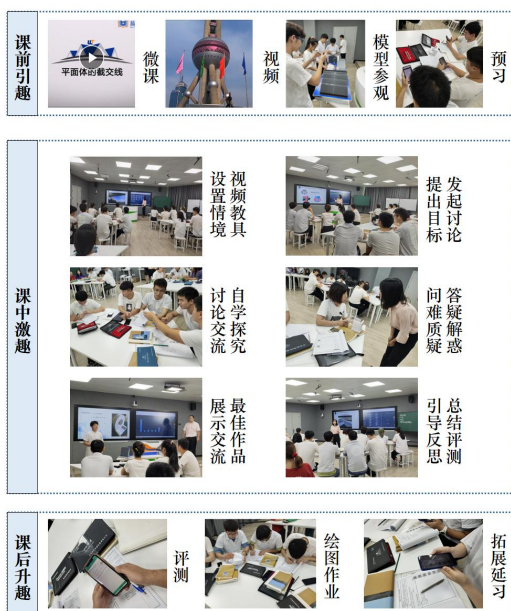 课前引趣
平面体的截交线
微课
视频
模型参观
预习
课中激趣
视频教具
设置情境
发起讨论
提出目标
自学探究
讨论交流
答疑解惑
问难质疑
最佳作品
展示交流
总结评测
引导反思
课后升趣
评测
绘图作业
拓展延习